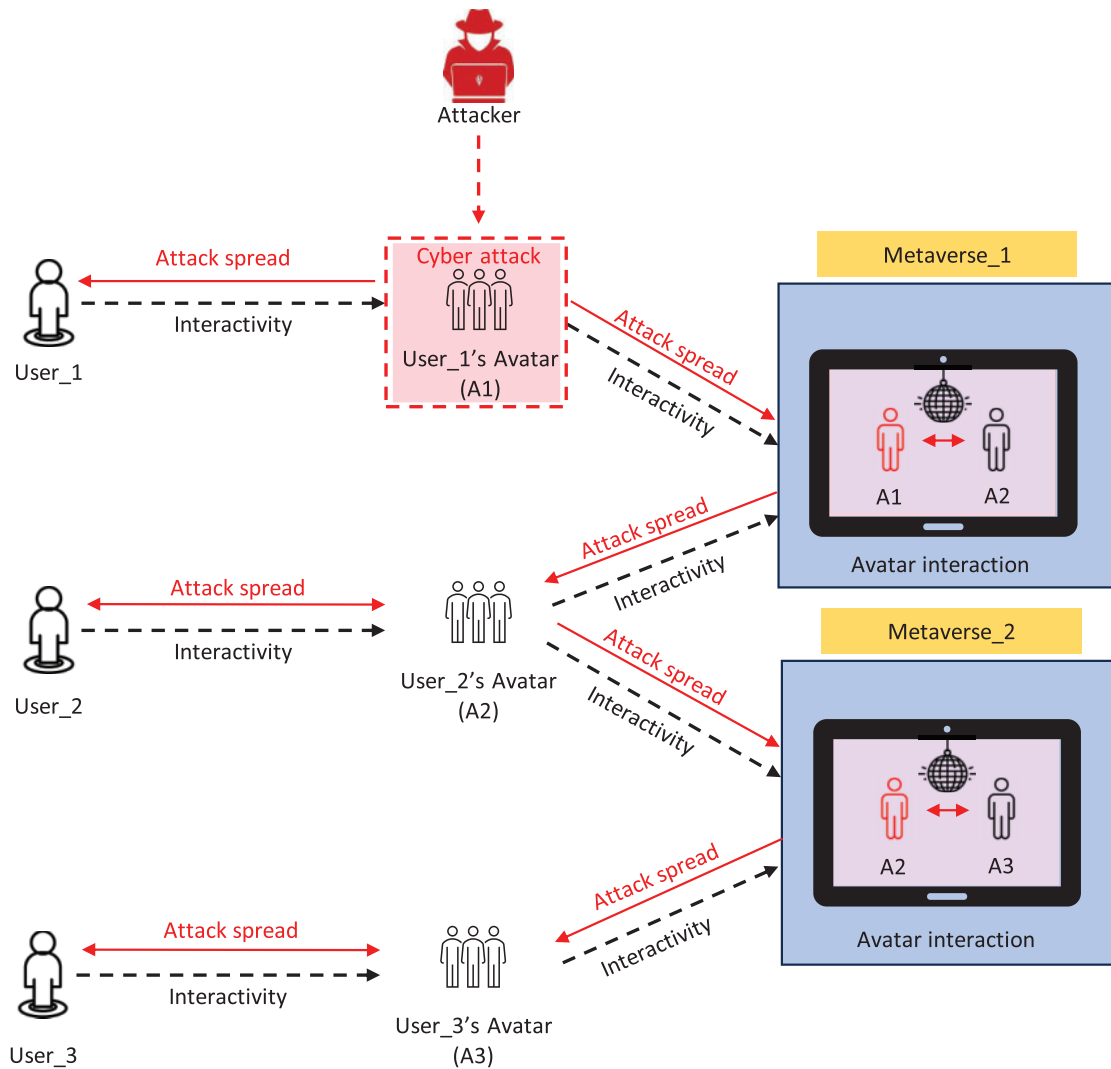 Attacker
Attack spread
Cyber attack
Metaverse_1
Interactivity
User_1
User_1's Avatar
(A1)
Attack spread
Interactivity
A1
A2
Avatar interaction
Attack spread
Interactivity
Attack spread
Interactivity
User_2
User_2's Avatar
(A2)
Metaverse_2
Attack spread
Interactivity
A2
A3
Avatar interaction
Attack spread
Interactivity
Attack spread
Interactivity
User_3
User_3's Avatar
(A3)